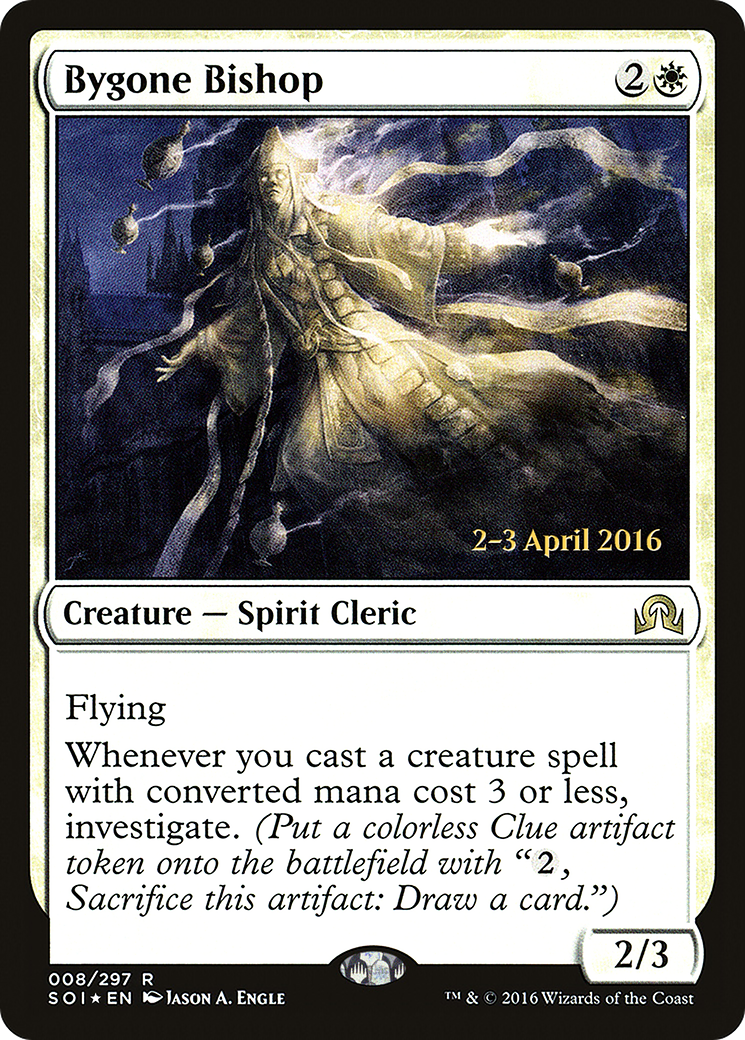 Bygone Bishop 2
2–3 April 2016
Creature — Spirit Cleric
Flying
Whenever you cast a creature spell
with converted mana cost 3 or less,
investigate. (Put a colorless Clue artifact
token onto the battlefield with “2,
Sacrifice this artifact: Draw a card.”)
2/3
008/297 R
SOI★EN Jason A. Engle
™ & © 2016 Wizards of the Coast